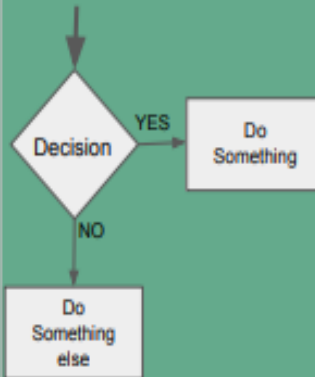 YES
Decision
Do
Something
NO
Do
Something
else